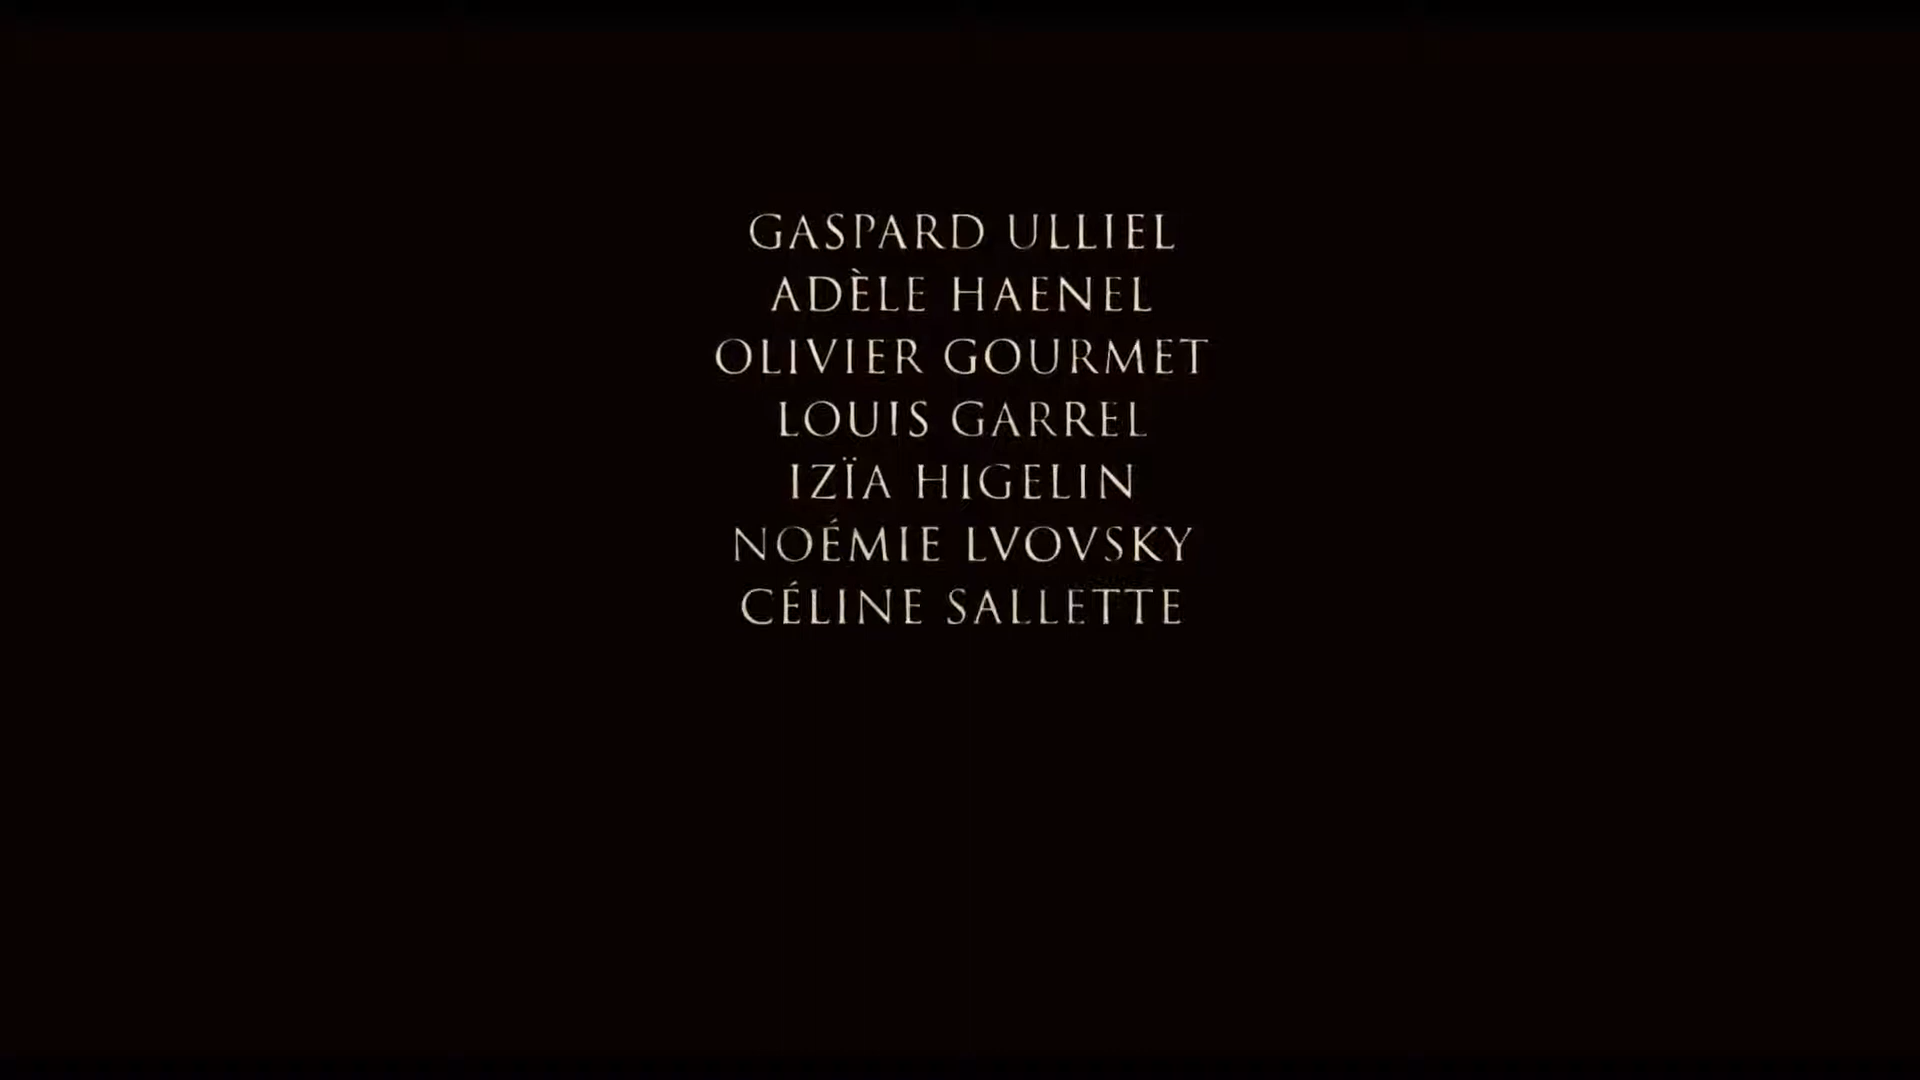 GASPARD ULLIEL
ADÈLE HAENEL
OLIVIER GOURMET
LOUIS GARREL
IZÏA HIGELIN
NOÉMIE LVOVSKY
CÉLINE SALLETTE